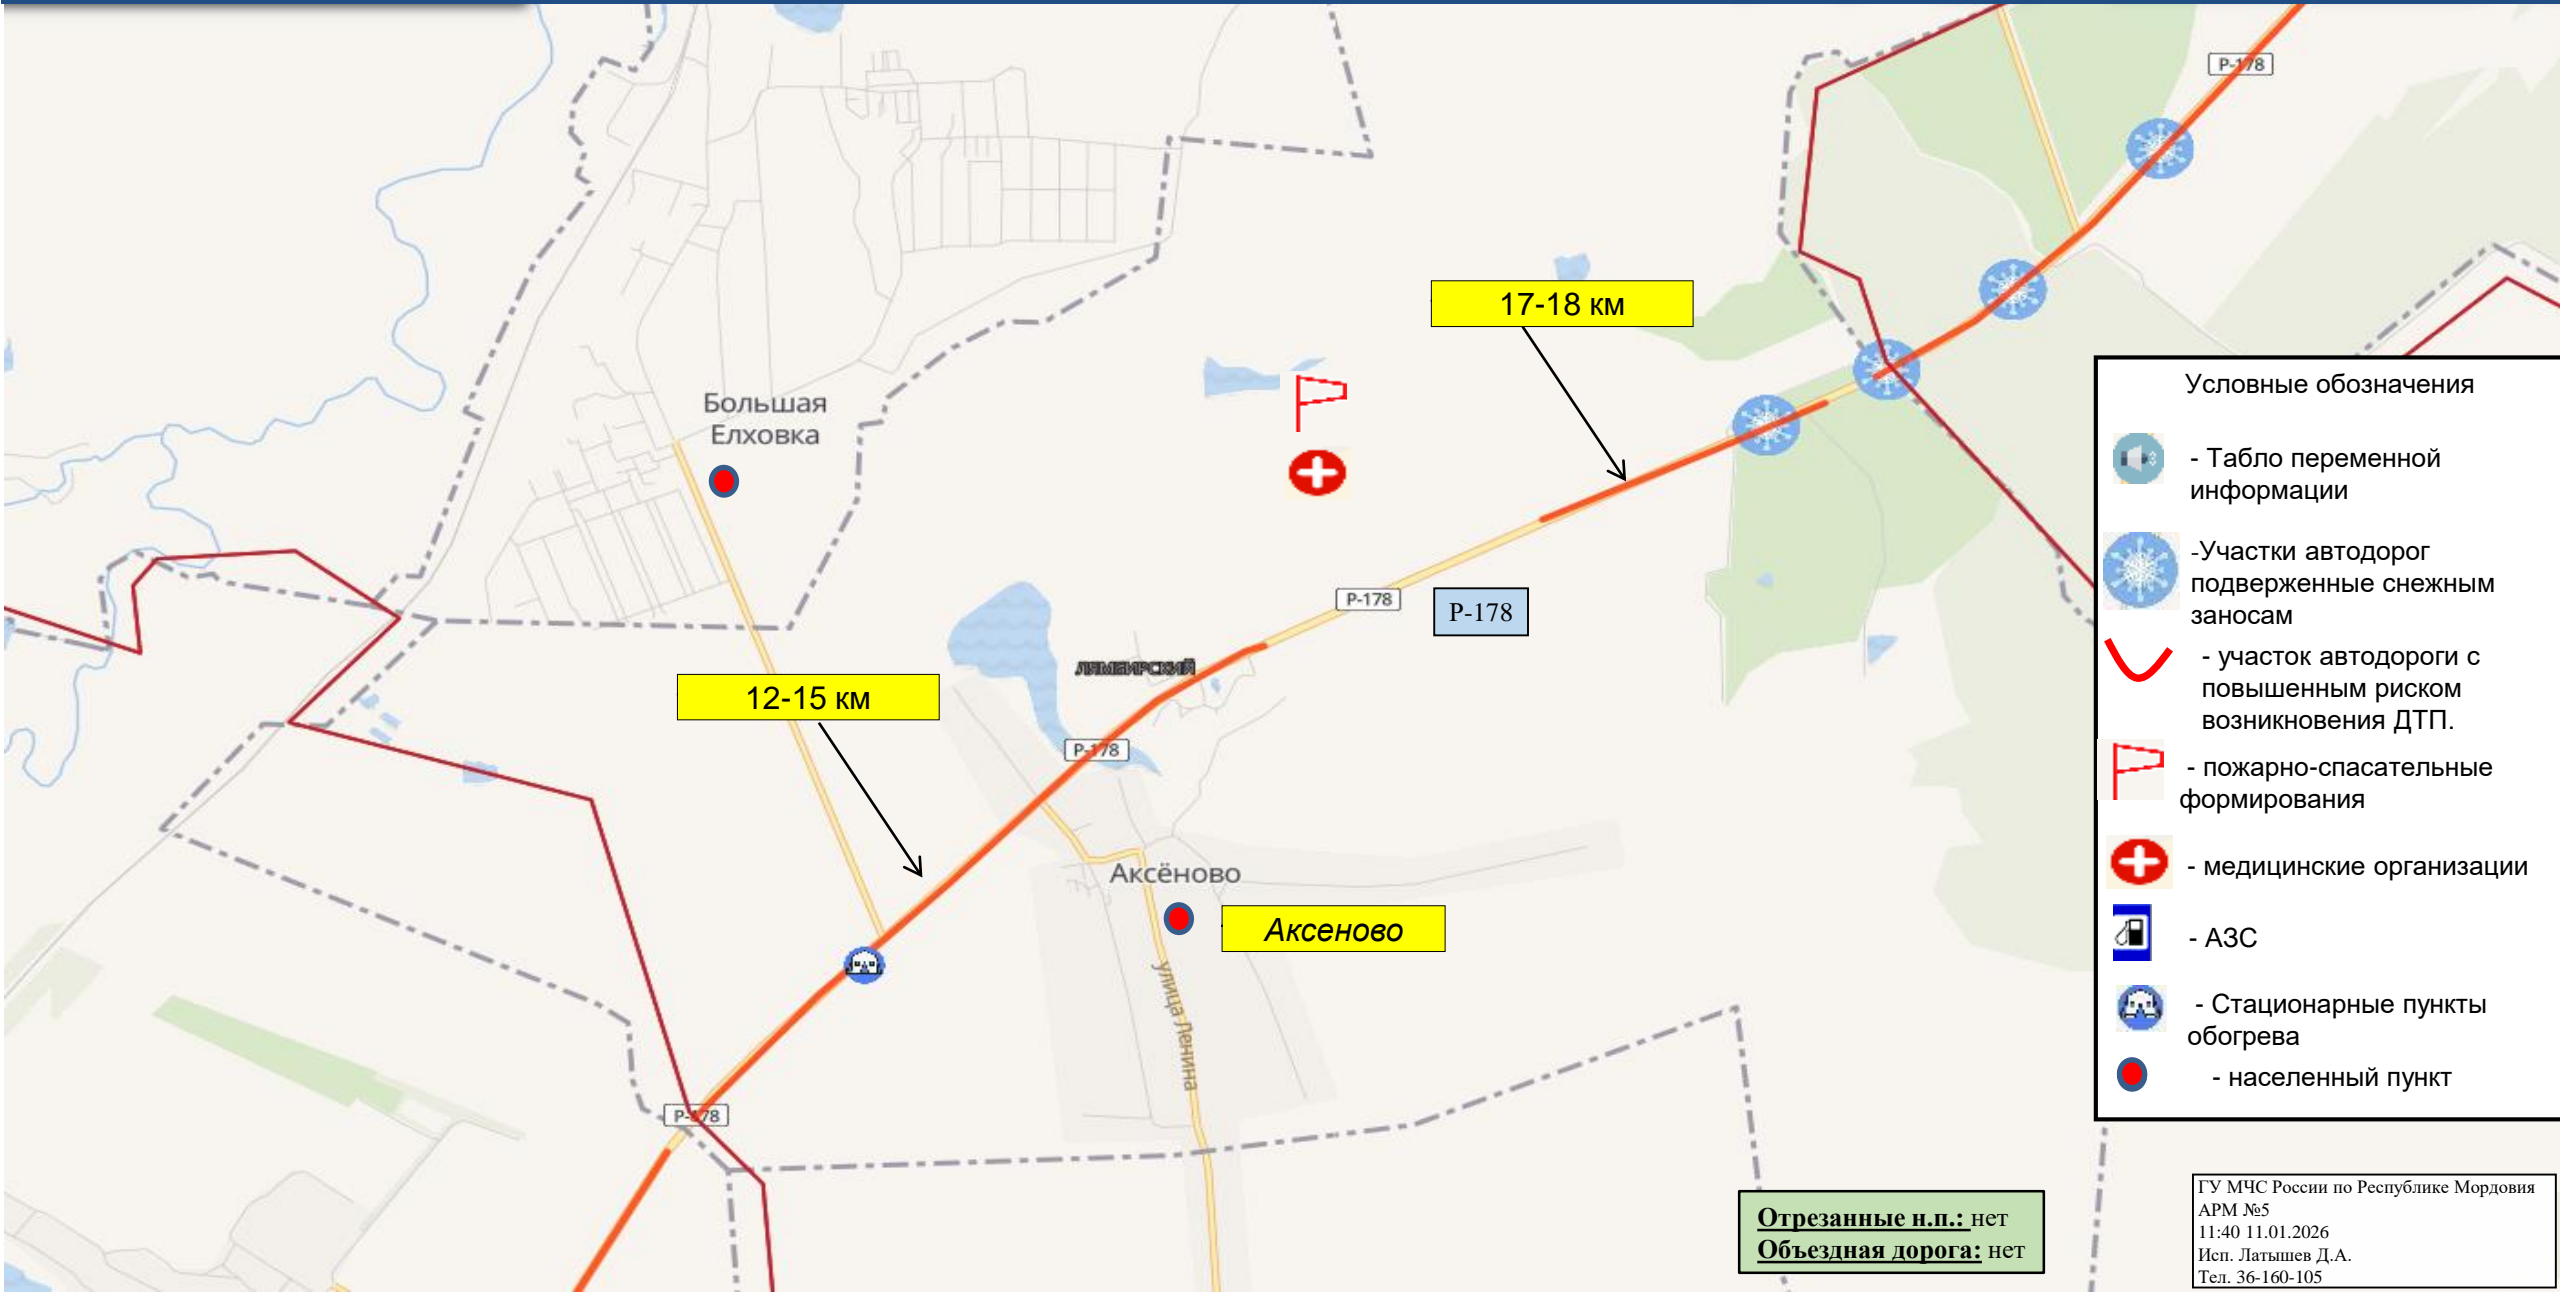 Р-178
17-18 км
Большая
Елховка
Р-178
Р-178
ЛЯМБИРСКИЙ
12-15 км
Р-178
Аксёново
Аксеново
улица Ленина
Р-178
Условные обозначения
- Табло переменной
информации
-Участки автодорог
подверженные снежным
заносам
- участок автодороги с
повышенным риском
возникновения ДТП.
- пожарно-спасательные
формирования
- медицинские организации
- АЗС
- Стационарные пункты
обогрева
- населенный пункт
Отрезанные н.п.: нет
Объездная дорога: нет
ГУ МЧС России по Республике Мордовия
АРМ №5
11:40 11.01.2026
Исп. Латышев Д.А.
Тел. 36-160-105